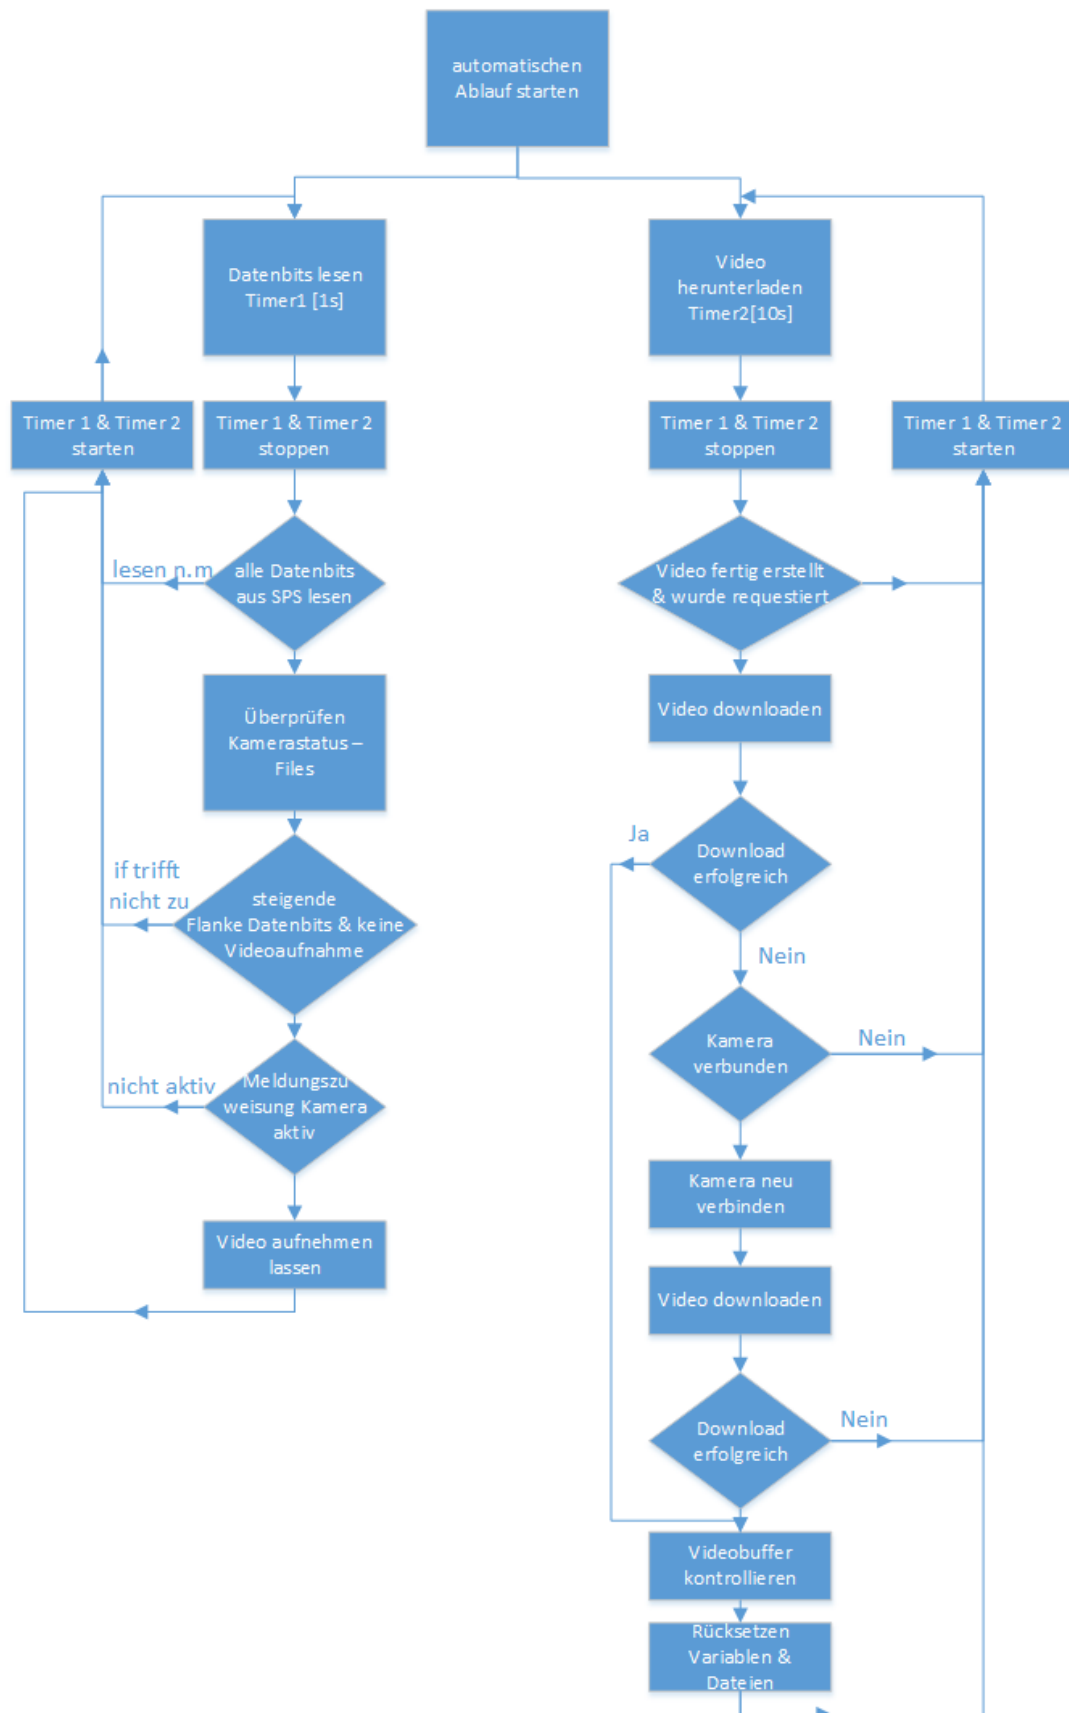 automatischen
Ablauf starten
Datenbits lesen
Timer1 [1s]
Timer 1 & Timer 2
starten
Timer 1 & Timer 2
stoppen
lesen n.m
alle Datenbits
aus SPS lesen
Überprüfen
Kamerastatus –
Files
if trifft
nicht zu
steigende
Flanke Datenbits & keine
Videoaufnahme
nicht aktiv
Meldungszu
weisung Kamera
aktiv
Video aufnehmen
lassen
Video
herunterladen
Timer2[10s]
Timer 1 & Timer 2
stoppen
Timer 1 & Timer 2
starten
Video fertig erstellt
& wurde requestiert
Video downloaden
Ja
Download
erfolgreich
Nein
Kamera
verbunden
Nein
Kamera neu
verbinden
Video downloaden
Download
erfolgreich
Nein
Videobuffer
kontrollieren
Rücksetzen
Variablen &
Dateien